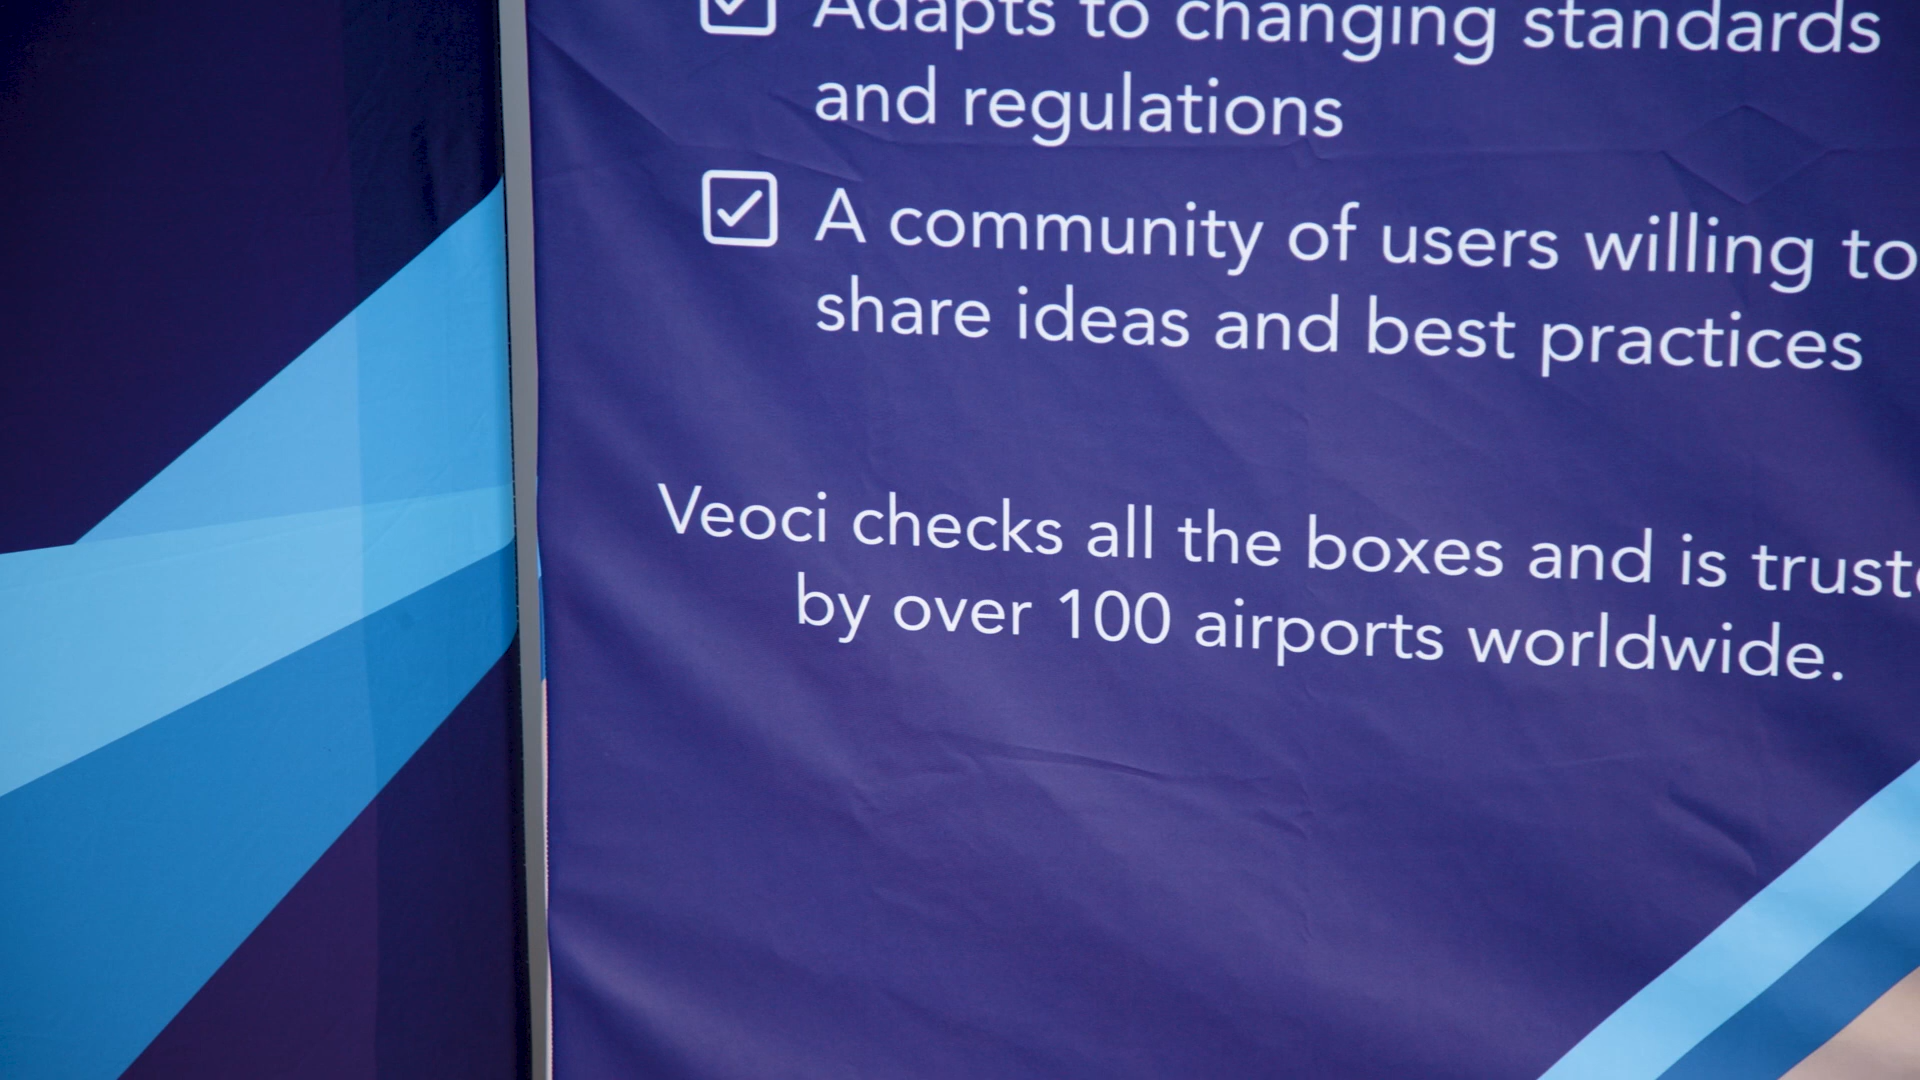 Adapts to changing standards
and regulations
A community of users willing to
share ideas and best practices
Veoci checks all the boxes and is
by over 100 airports worldwide.